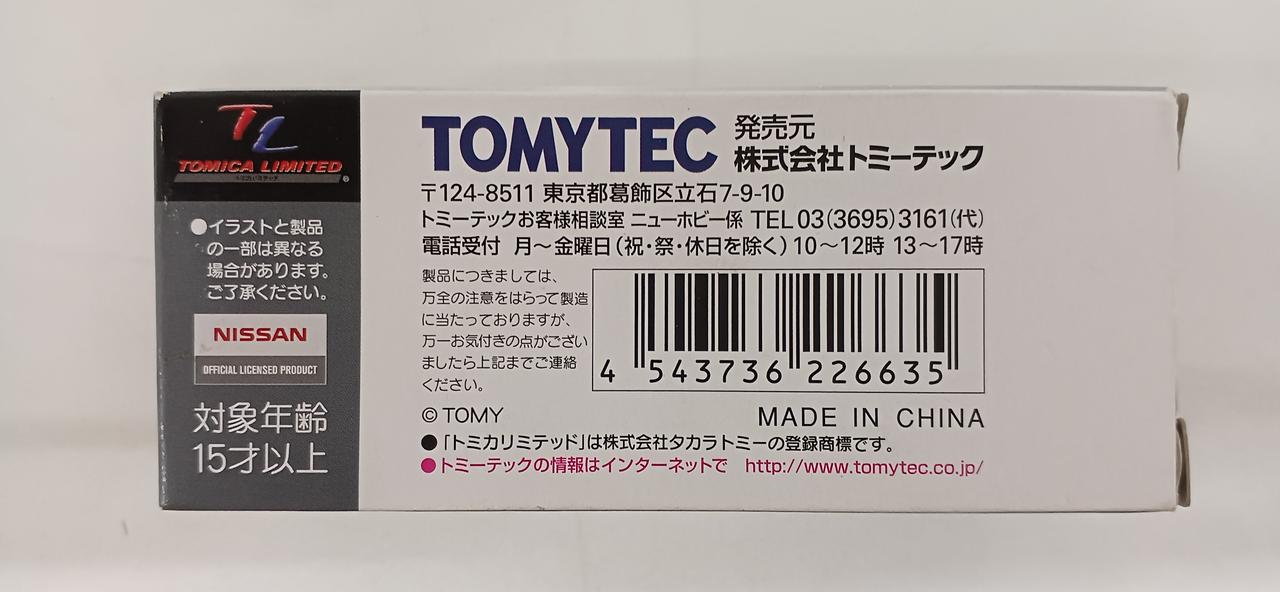 TL
TOMICA LIMITED
●イラストと製品
の一部は異なる
場合があります。
ご了承ください。
NISSAN
OFFICIAL LICENSED PRODUCT
対象年齢
15才以上
TOMYTEC 発売元
株式会社トミーテック
〒124-8511 東京都葛飾区立石7-9-10
トミーテックお客様相談室 ニューホビー係 TEL 03(3695)3161(代)
電話受付 月〜金曜日(祝・祭・休日を除く)10〜12時 13〜17時
製品につきましては、
万全の注意をはらって製造
に当たっておりますが、
万一お気付きの点がござい
ましたら上記までご連絡
ください。
4 543736 226635
© TOMY MADE IN CHINA
●「トミカリミテッド」は株式会社タカラトミーの登録商標です。
●トミーテックの情報はインターネットで http://www.tomytec.co.jp/